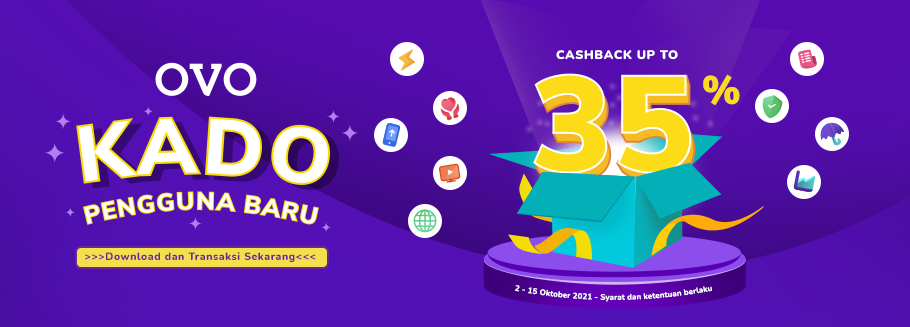 OVO
KADO
PENGGUNA BARU
>>>Download dan Transaksi Sekarang<<<
CASHBACK UP TO
35%
2 - 15 Oktober 2021 - Syarat dan ketentuan berlaku